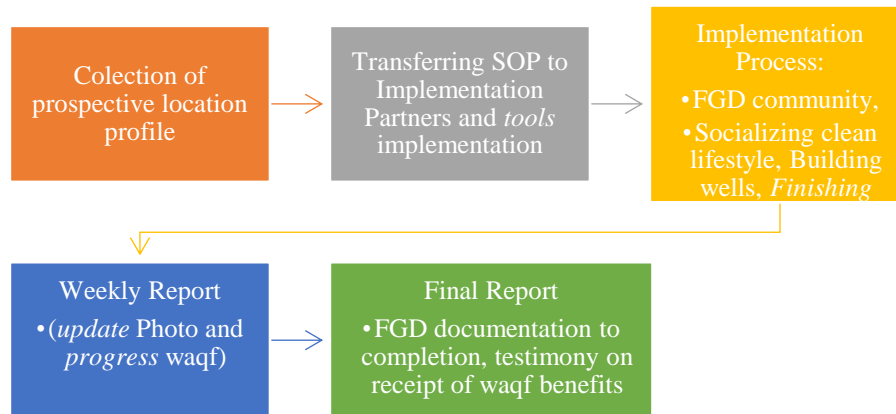 Colection of
prospective location
profile
Transferring SOP to
Implementation
Partners and tools
implementation
Implementation
Process:
•FGD community,
•Socializing clean
lifestyle, Building
wells, Finishing
Weekly Report
•(update Photo and
progress waqf)
Final Report
•FGD documentation to
completion, testimony on
receipt of waqf benefits